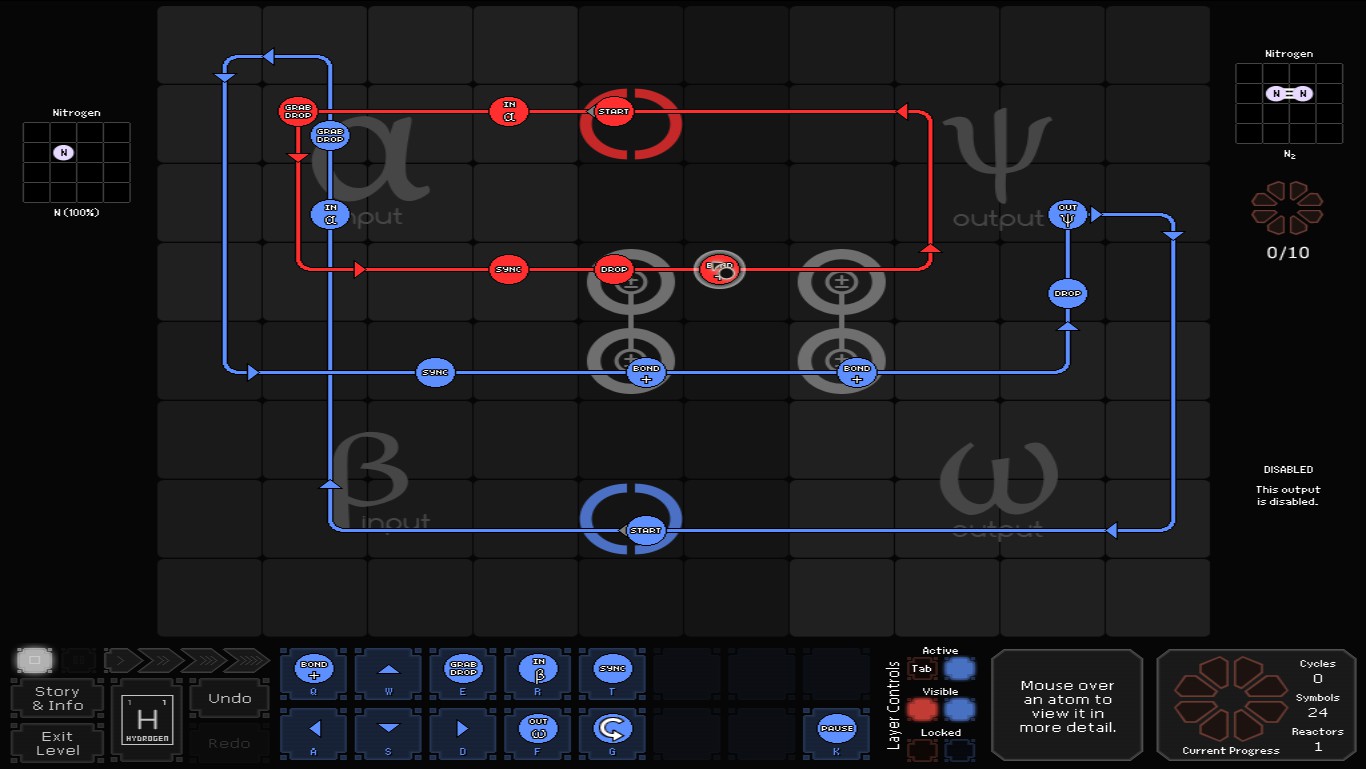 Nitrogen
N
N (100%)
GRAB
DROP
IN
α
START
GRAB
DROP
α
input
IN
α
ψ
output
OUT
ψ
SYNC
DROP
±
±
DROP
SYNC
±
BOND
+
±
BOND
+
β
input
START
ω
output
Nitrogen
N = N
N2
0/10
DISABLED
This output
is disabled.
Story
& Info
Exit
Level
1 1
H
HYDROGEN
Undo
Redo
BOND
+
Q
W
GRAB
DROP
E
IN
β
R
SYNC
T
A
S
D
OUT
ω
F
G
PAUSE
K
Layer Controls
Active
Tab
Visible
Locked
Mouse over
an atom to
view it in
more detail.
Cycles
0
Symbols
24
Reactors
1
Current Progress